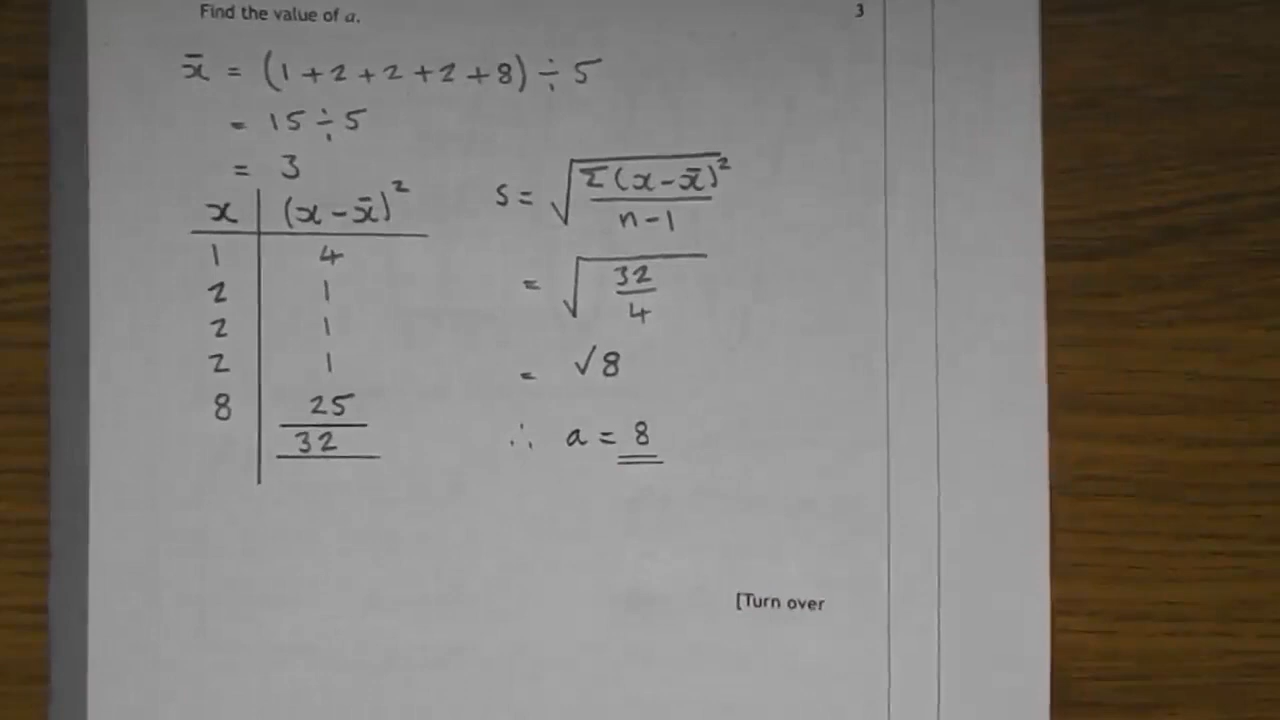 Find the value of a.
3
x̄ = (1+2+2+2+8) ÷ 5
= 15 ÷ 5
= 3
x | (x - x̄)²
1 | 4
2 | 1
2 | 1
2 | 1
8 | 25
32
s = √(Σ(x-x̄)²/(n-1))
= √(32/4)
= √8
∴ a = 8
[Turn over